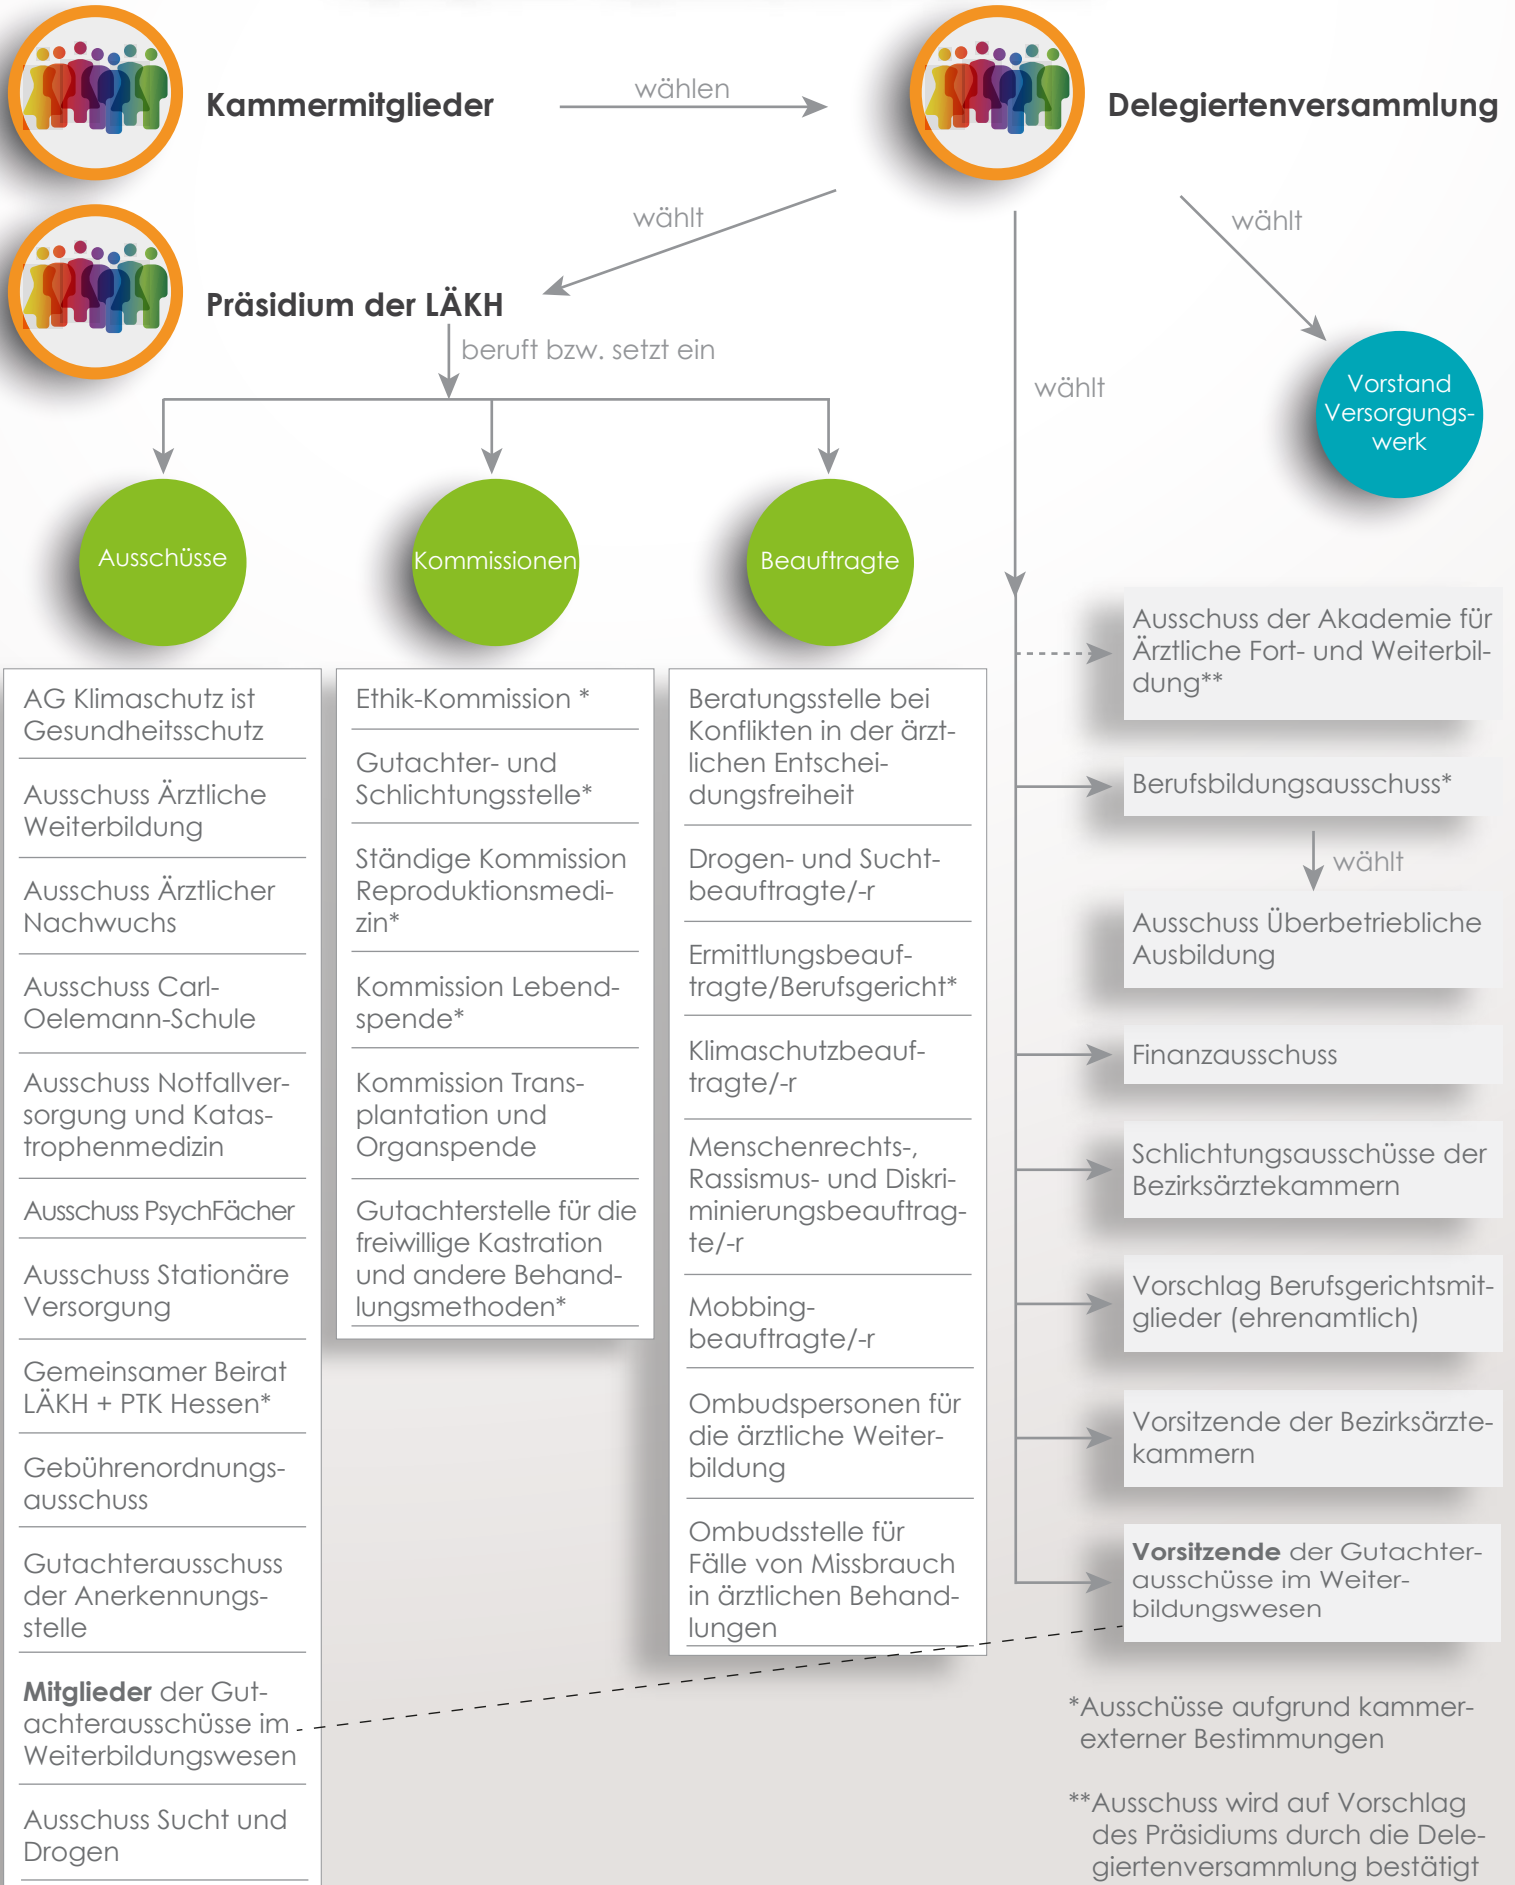 Kammermitglieder
wählen
Delegiertenversammlung
wählt
wählt
Präsidium der LÄKH
beruft bzw. setzt ein
wählt
Vorstand
Versorgungs-
werk
Ausschüsse
Kommissionen
Beauftragte
AG Klimaschutz ist
Gesundheitsschutz
Ausschuss Ärztliche
Weiterbildung
Ausschuss Ärztlicher
Nachwuchs
Ausschuss Carl-
Oelemann-Schule
Ausschuss Notfallver-
sorgung und Katas-
trophenmedizin
Ausschuss PsychFächer
Ausschuss Stationäre
Versorgung
Gemeinsamer Beirat
LÄKH + PTK Hessen*
Gebührenordnungs-
ausschuss
Gutachterausschuss
der Anerkennungs-
stelle
Mitglieder der Gut-
achterausschüsse im
Weiterbildungswesen
Ausschuss Sucht und
Drogen
Ethik-Kommission *
Gutachter- und
Schlichtungsstelle*
Ständige Kommission
Reproduktionsmedi-
zin*
Kommission Lebend-
spende*
Kommission Trans-
plantation und
Organspende
Gutachterstelle für die
freiwillige Kastration
und andere Behand-
lungsmethoden*
Beratungsstelle bei
Konflikten in der ärzt-
lichen Entschei-
dungsfreiheit
Drogen- und Sucht-
beauftragte/-r
Ermittlungsbeauf-
tragte/Berufsgericht*
Klimaschutzbeauf-
tragte/-r
Menschenrechts-,
Rassismus- und Diskri-
minierungsbeauftrag-
te/-r
Mobbing-
beauftragte/-r
Ombudspersonen für
die ärztliche Weiter-
bildung
Ombudsstelle für
Fälle von Missbrauch
in ärztlichen Behand-
lungen
Ausschuss der Akademie für
Ärztliche Fort- und Weiterbil-
dung**
Berufsbildungsausschuss*
wählt
Ausschuss Überbetriebliche
Ausbildung
Finanzausschuss
Schlichtungsausschüsse der
Bezirksärztekammern
Vorschlag Berufsgerichtsmit-
glieder (ehrenamtlich)
Vorsitzende der Bezirksärzte-
kammern
Vorsitzende der Gutachter-
ausschüsse im Weiter-
bildungswesen
*Ausschüsse aufgrund kammer-
externer Bestimmungen
**Ausschuss wird auf Vorschlag
des Präsidiums durch die Dele-
giertenversammlung bestätigt